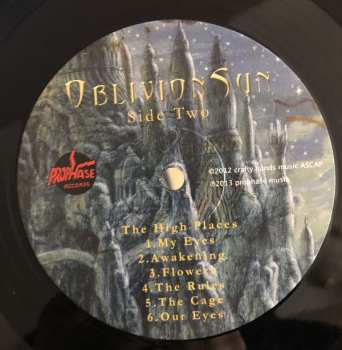 Oblivion Sun
Side Two
PROPHASE
RECORDS
©2012 crafty hands music ASCAP
℗2013 prophase music
The High Places
1.My Eyes
2.Awakening
3.Flowers
4.The Rules
5.The Cage
6.Our Eyes